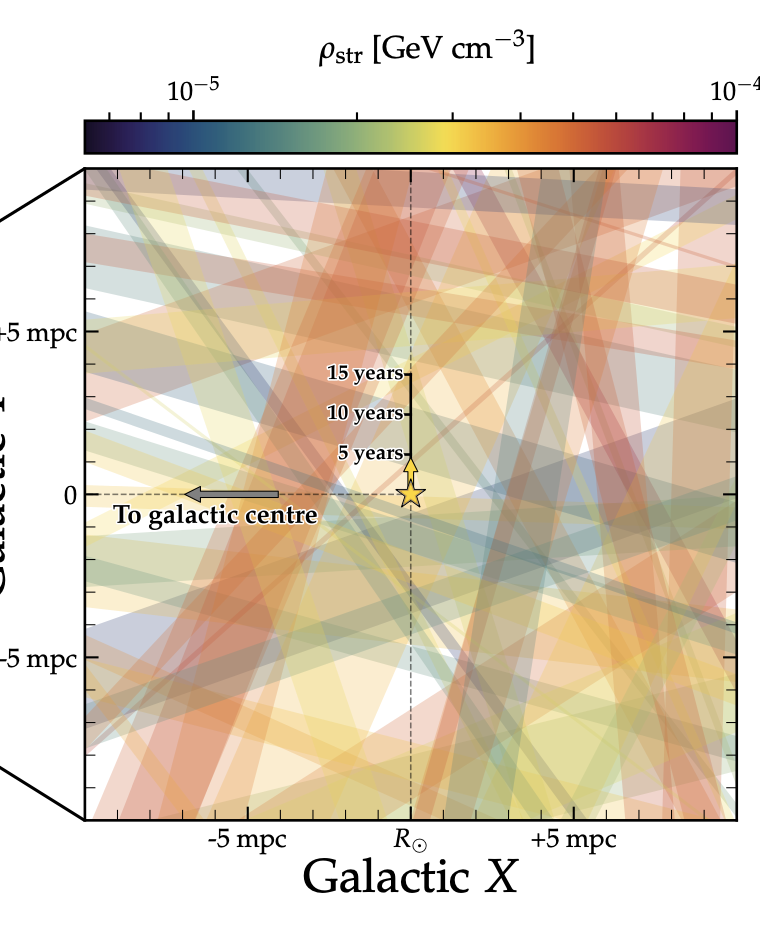 ρstr [GeV cm⁻³]
10⁻⁵
10⁻⁴
+5 mpc
15 years
10 years
5 years
0
To galactic centre
-5 mpc
-5 mpc
R☉
+5 mpc
Galactic X